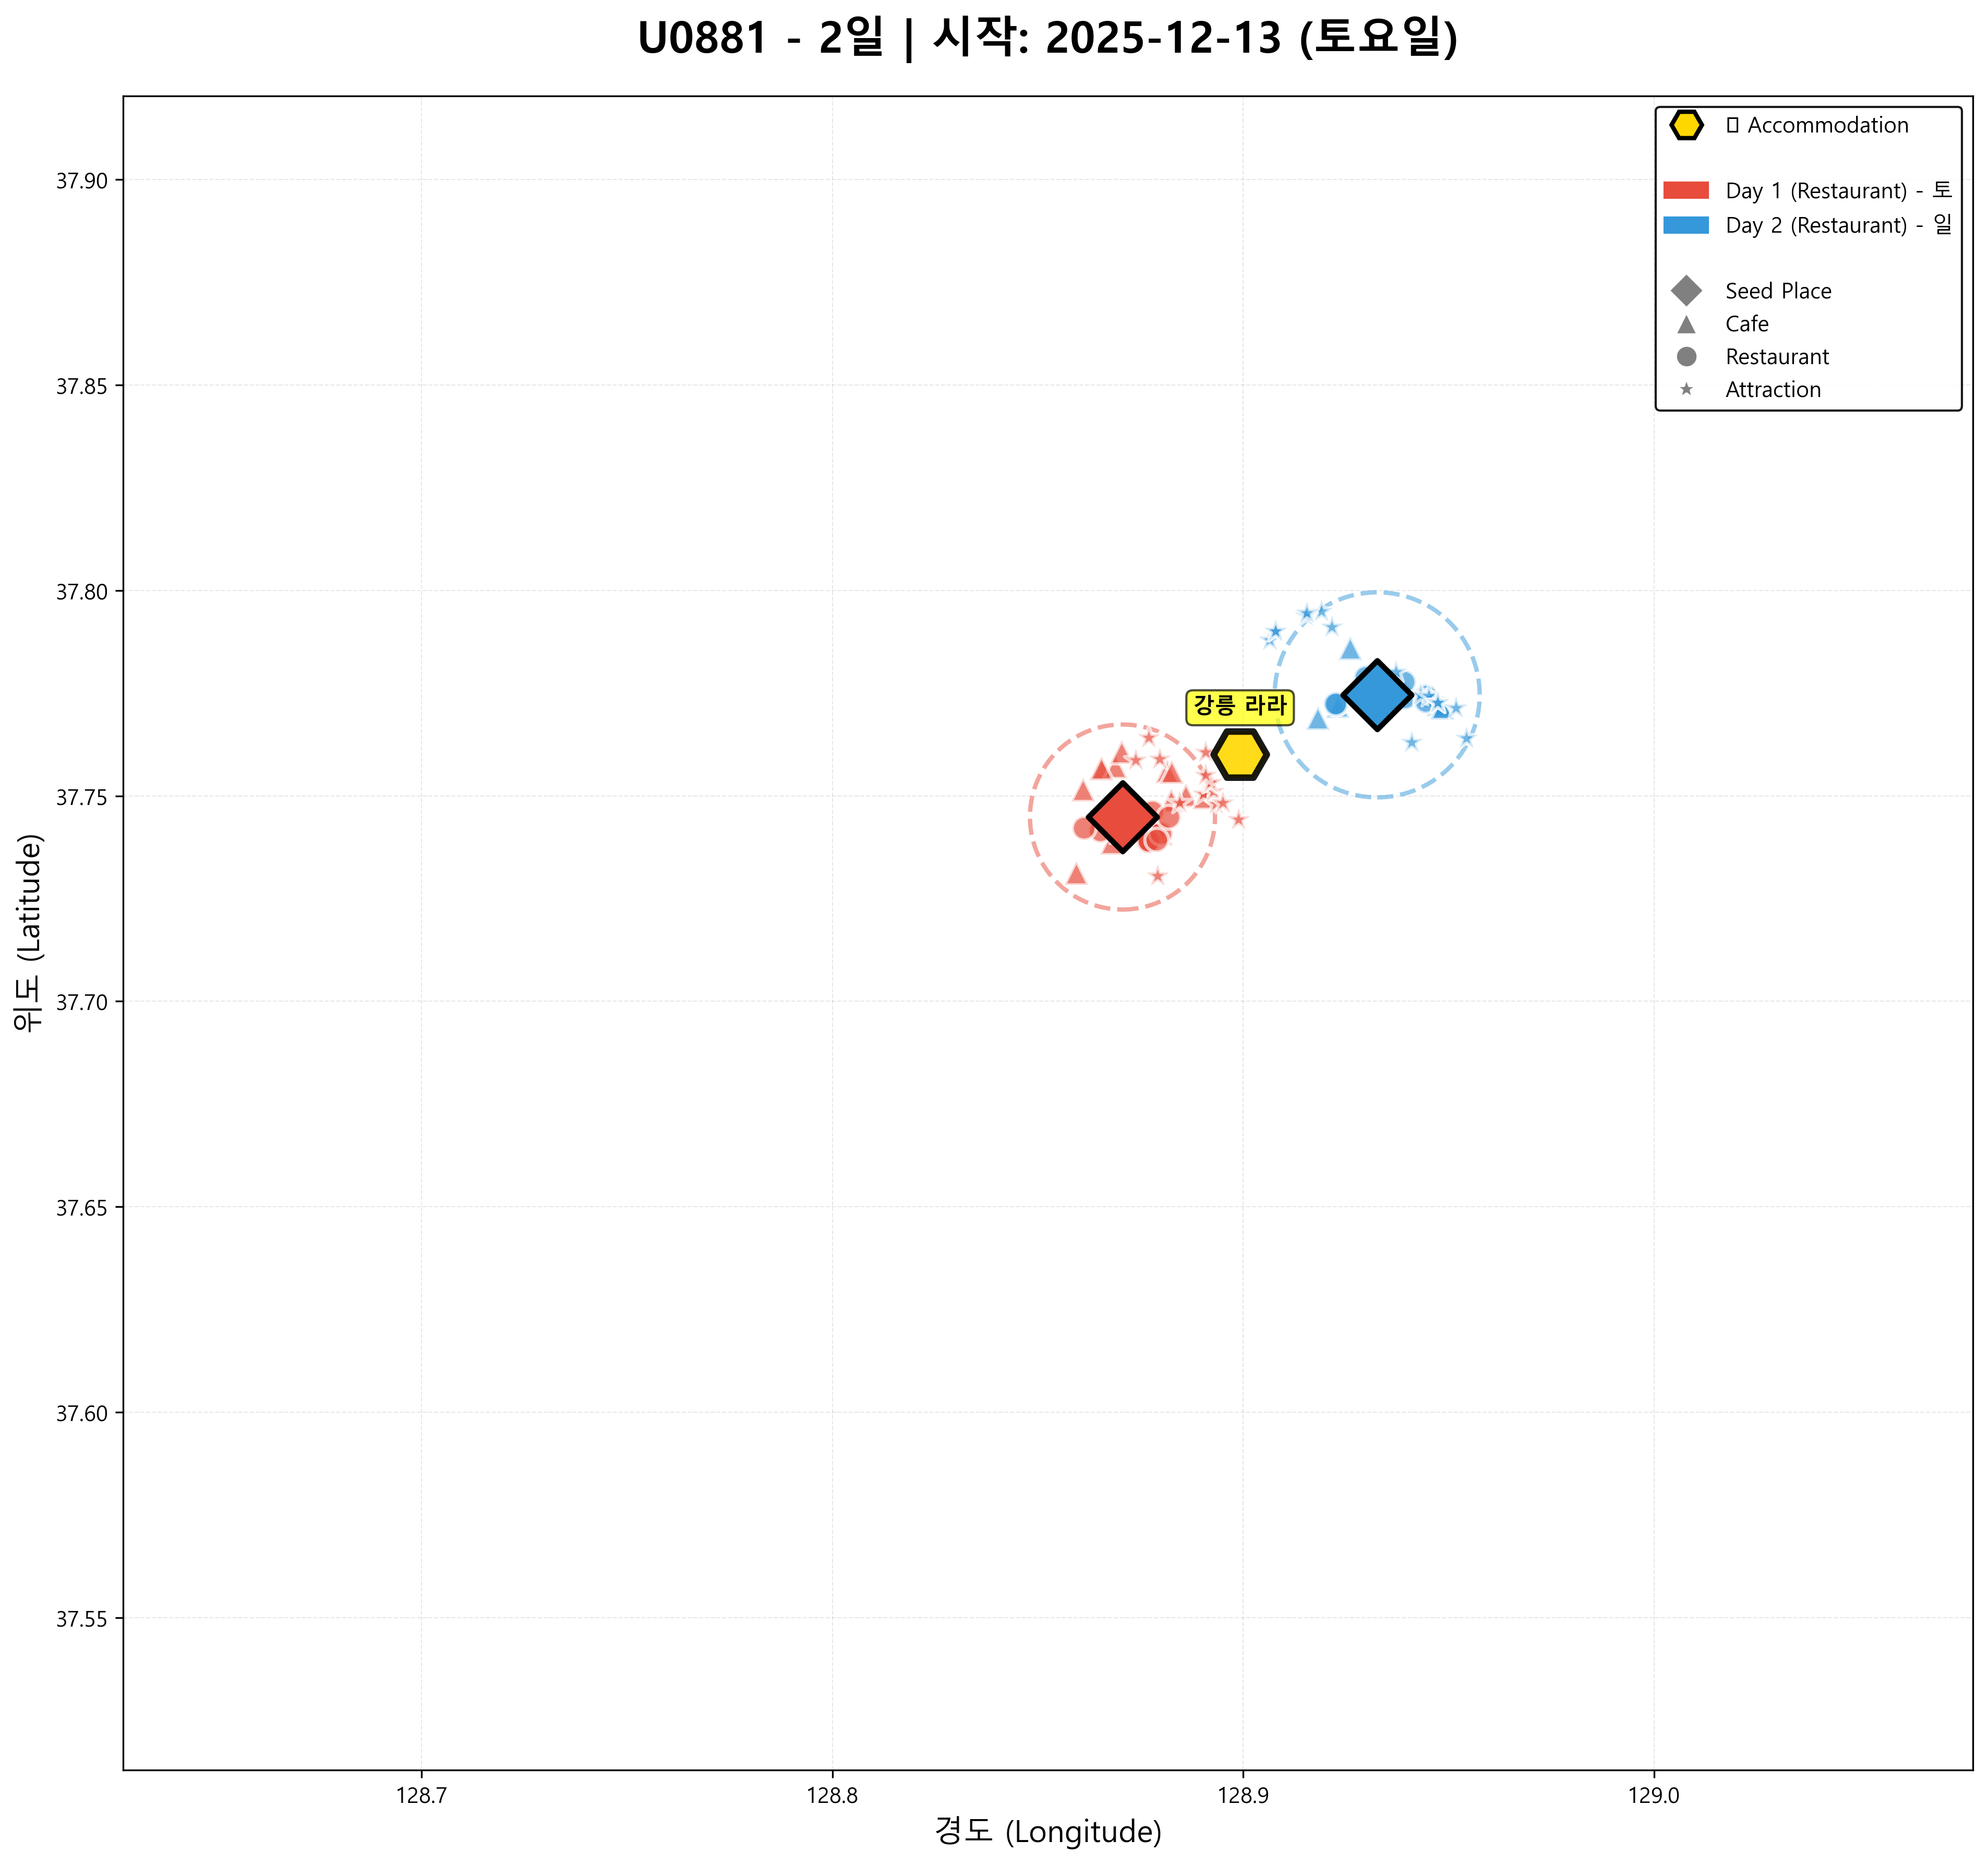 U0881 - 2일 | 시작: 2025-12-13 (토요일)
Accommodation
Day 1 (Restaurant) - 토
Day 2 (Restaurant) - 일
Seed Place
Cafe
Restaurant
Attraction
37.90
37.85
37.80
37.75
37.70
37.65
37.60
37.55
위도 (Latitude)
강릉 라라
128.7
128.8
128.9
129.0
경도 (Longitude)